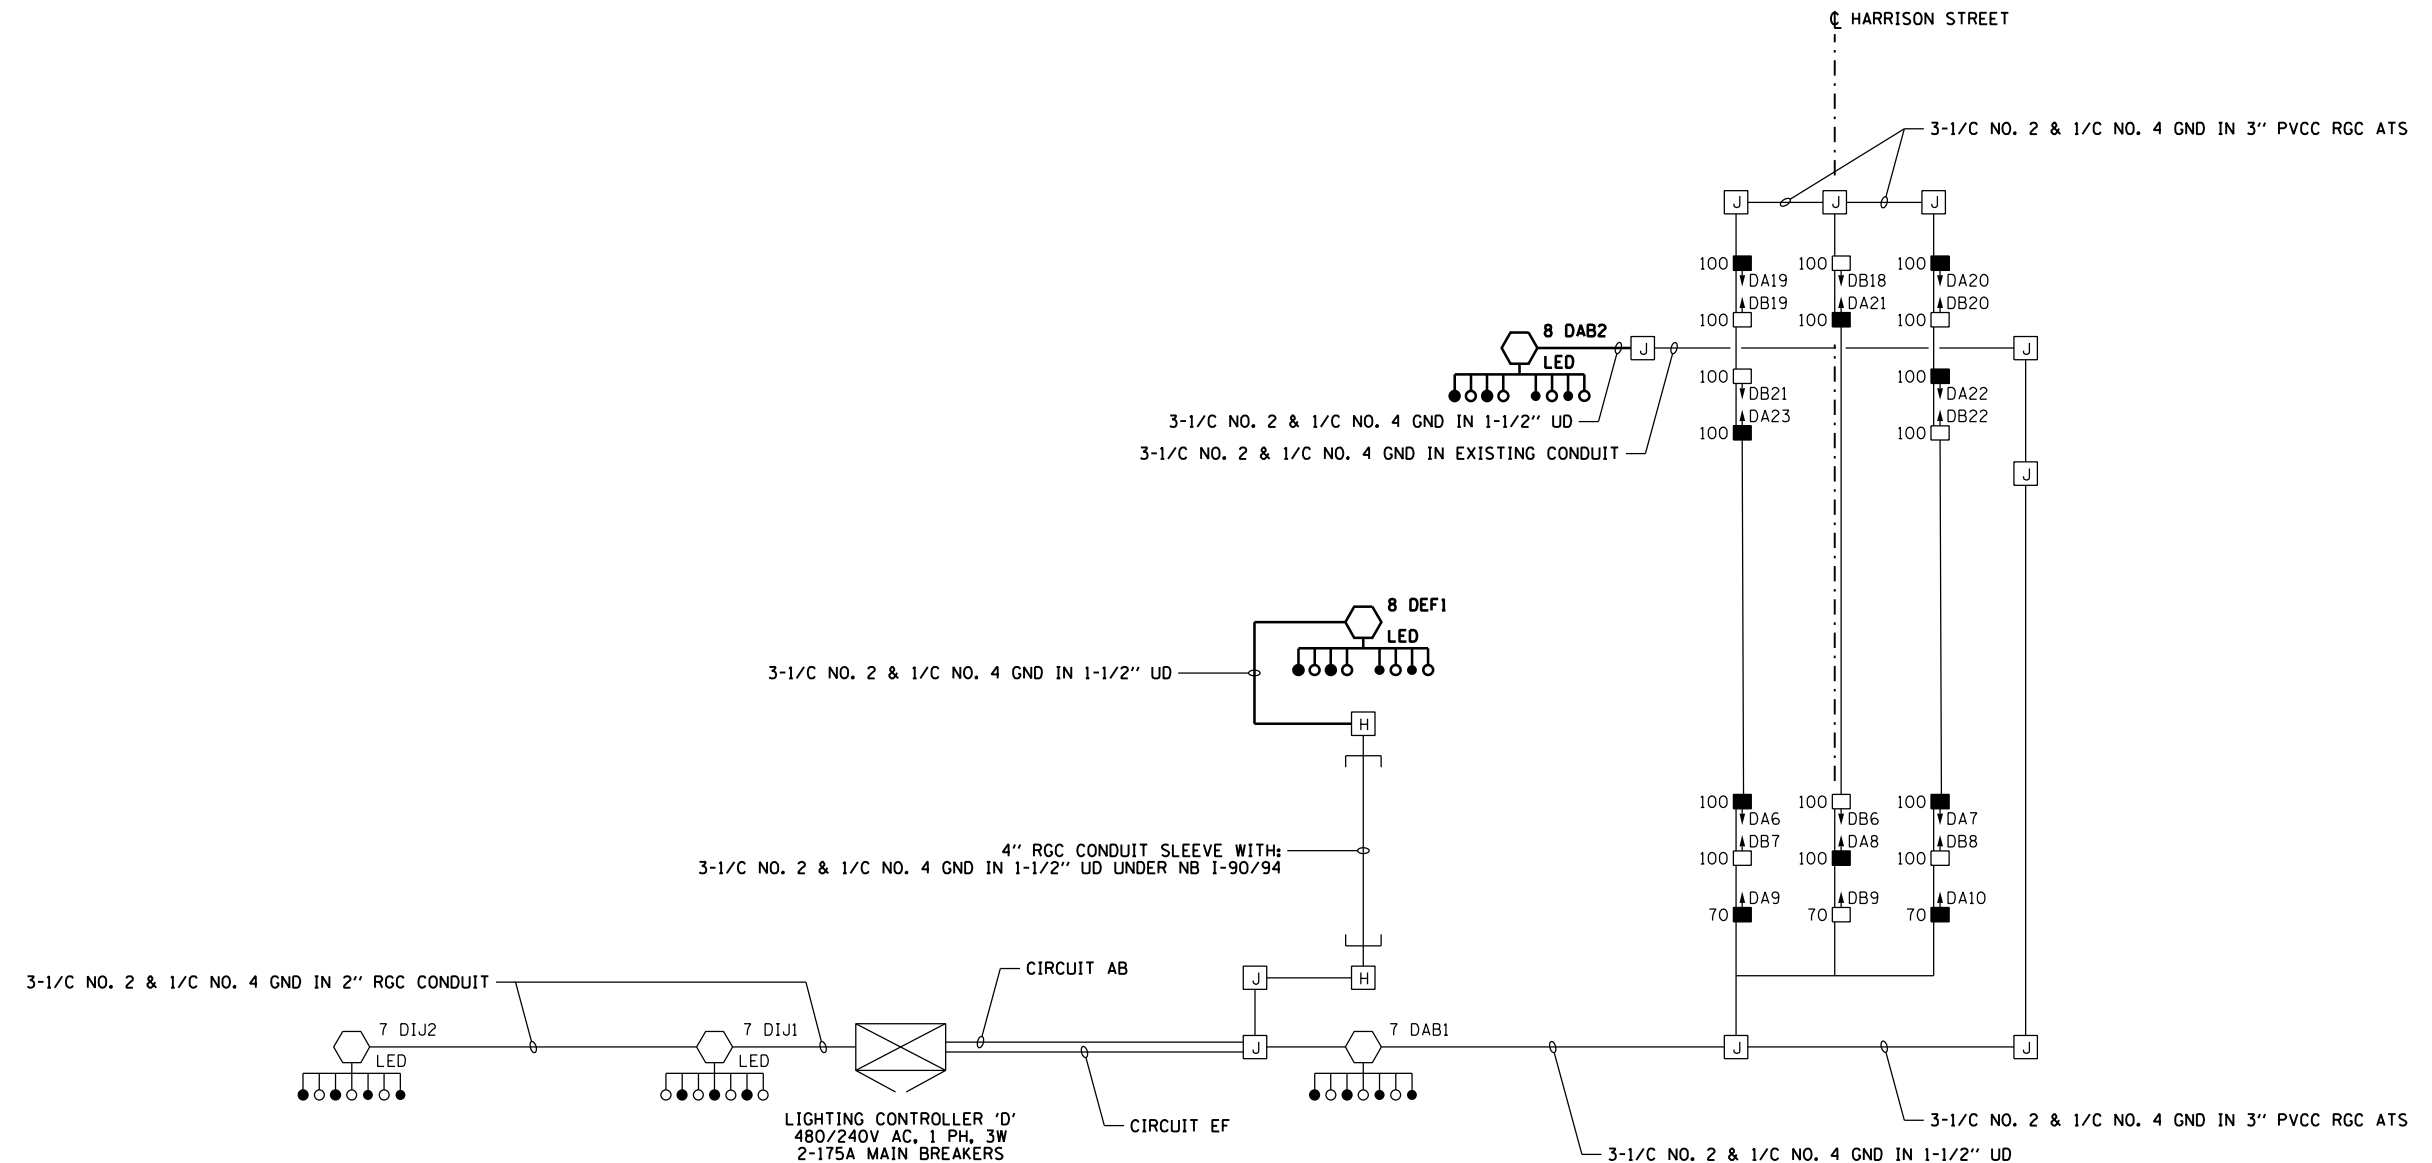 ℄ HARRISON STREET
3-1/C NO. 2 & 1/C NO. 4 GND IN 3" PVCC RGC ATS
J J J
100 100 100
DA19 DB18 DA20
DB19 DA21 DB20
100 100 100
8 DAB2
LED
J J
100 100
DB21 DA22
DA23 DB22
100 100
3-1/C NO. 2 & 1/C NO. 4 GND IN 1-1/2" UD
3-1/C NO. 2 & 1/C NO. 4 GND IN EXISTING CONDUIT
J
8 DEF1
LED
3-1/C NO. 2 & 1/C NO. 4 GND IN 1-1/2" UD
H
100 100 100
DA6 DB6 DA7
DB7 DA8 DB8
100 100 100
4" RGC CONDUIT SLEEVE WITH:
3-1/C NO. 2 & 1/C NO. 4 GND IN 1-1/2" UD UNDER NB I-90/94
DA9 DB9 DA10
70 70 70
CIRCUIT AB
J H
3-1/C NO. 2 & 1/C NO. 4 GND IN 2" RGC CONDUIT
7 DIJ2 7 DIJ1 7 DAB1
J J J
LED LED
LIGHTING CONTROLLER 'D'
480/240V AC, 1 PH, 3W
2-175A MAIN BREAKERS
CIRCUIT EF
3-1/C NO. 2 & 1/C NO. 4 GND IN 3" PVCC RGC ATS
3-1/C NO. 2 & 1/C NO. 4 GND IN 1-1/2" UD